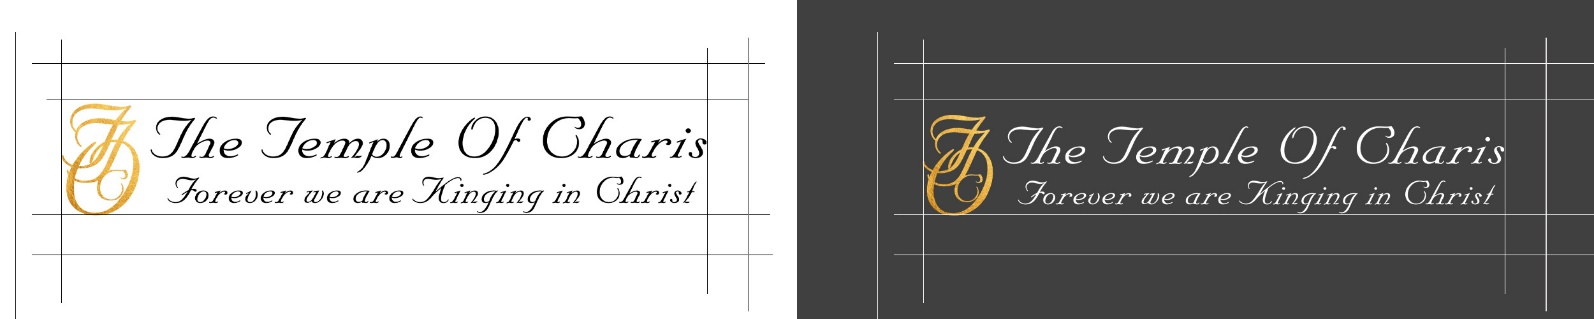 The Temple Of Charis
Forever we are Kinging in Christ
The Temple Of Charis
Forever we are Kinging in Christ